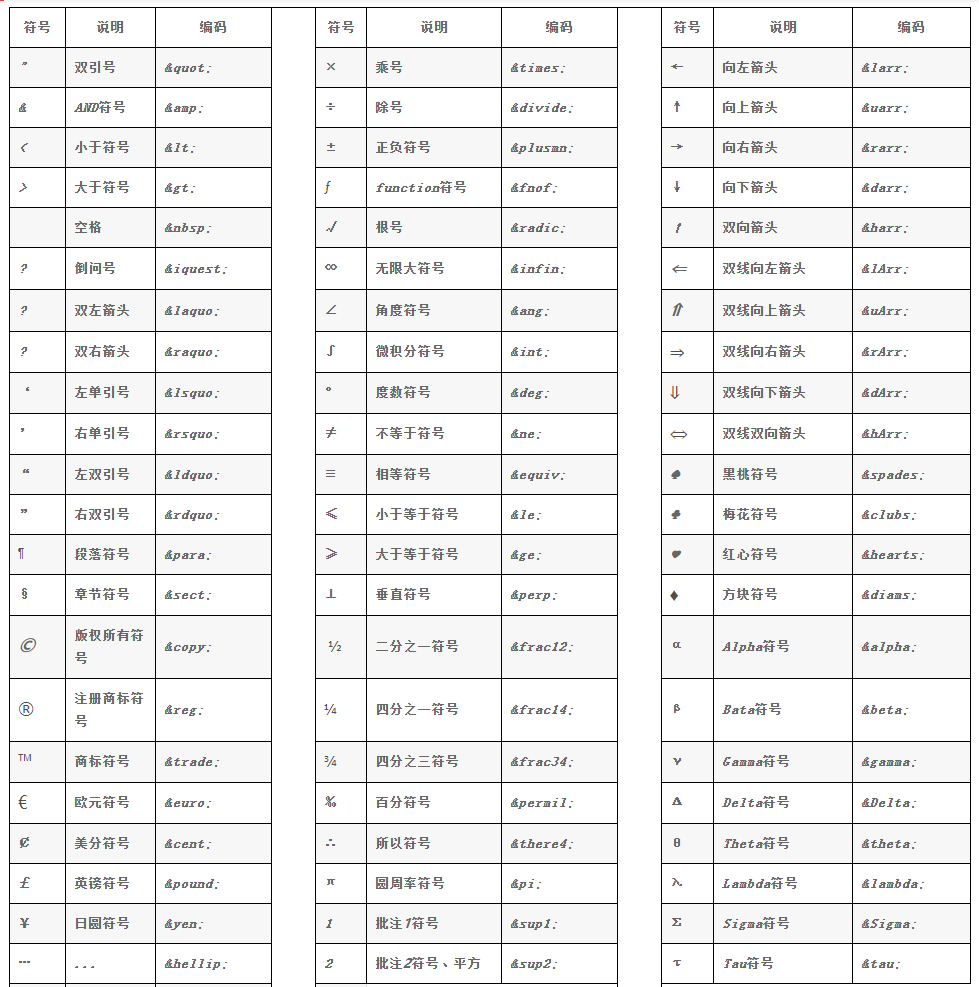 符号 说明 编码 符号 说明 编码 符号 说明 编码
" 双引号 &quot; × 乘号 &times; ← 向左箭头 &larr;
& AND符号 &amp; ÷ 除号 &divide; ↑ 向上箭头 &uarr;
< 小于符号 &lt; ± 正负符号 &plusmn; → 向右箭头 &rarr;
> 大于符号 &gt; ƒ function符号 &fnof; ↓ 向下箭头 &darr;
空格 &nbsp; √ 根号 &radic; 双向箭头 &harr;
? 倒问号 &iquest; ∞ 无限大符号 &infin; ⇐ 双线向左箭头 &lArr;
? 双左箭头 &laquo; ∠ 角度符号 &ang; ⇑ 双线向上箭头 &uArr;
? 双右箭头 &raquo; ∫ 微积分符号 &int; ⇒ 双线向右箭头 &rArr;
‘ 左单引号 &lsquo; ° 度数符号 &deg; ⇓ 双线向下箭头 &dArr;
’ 右单引号 &rsquo; ≠ 不等于符号 &ne; ⇔ 双线双向箭头 &hArr;
“ 左双引号 &ldquo; ≡ 相等符号 &equiv; ♠ 黑桃符号 &spades;
” 右双引号 &rdquo; ≤ 小于等于符号 &le; ♣ 梅花符号 &clubs;
¶ 段落符号 &para; ≥ 大于等于符号 &ge; ♥ 红心符号 &hearts;
§ 章节符号 &sect; ⊥ 垂直符号 &perp; ♦ 方块符号 &diams;
© 版权所有符
号 &copy; ½ 二分之一符号 &frac12; α Alpha符号 &alpha;
® 注册商标符
号 &reg; ¼ 四分之一符号 &frac14; β Bata符号 &beta;
™ 商标符号 &trade; ¾ 四分之三符号 &frac34; γ Gamma符号 &gamma;
€ 欧元符号 &euro; ‰ 百分符号 &permil; Δ Delta符号 &Delta;
¢ 美分符号 &cent; ∴ 所以符号 &there4; θ Theta符号 &theta;
£ 英镑符号 &pound; π 圆周率符号 &pi; λ Lambda符号 &lambda;
¥ 日圆符号 &yen; 1 批注1符号 &sup1; Σ Sigma符号 &Sigma;
… ... &hellip; 2 批注2符号、平方 &sup2; τ Tau符号 &tau;